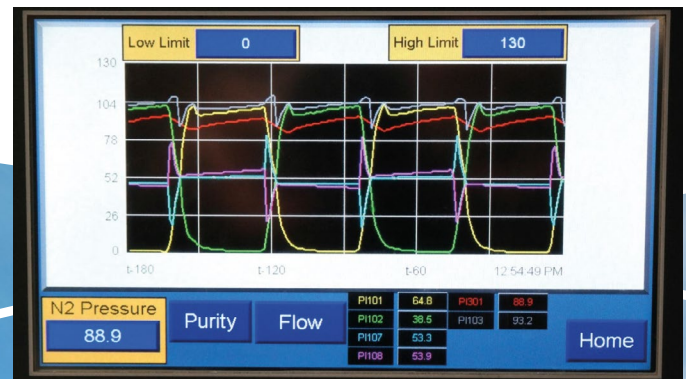 Low Limit 0 High Limit 130
130
104
78
52
26
0
t-180 t-120 t-60 12:54:49 PM
N2 Pressure
88.9
Purity Flow
PI101 64.8 PI301 88.9
PI102 38.5 PI103 93.2
PI107 53.3
PI108 53.9
Home